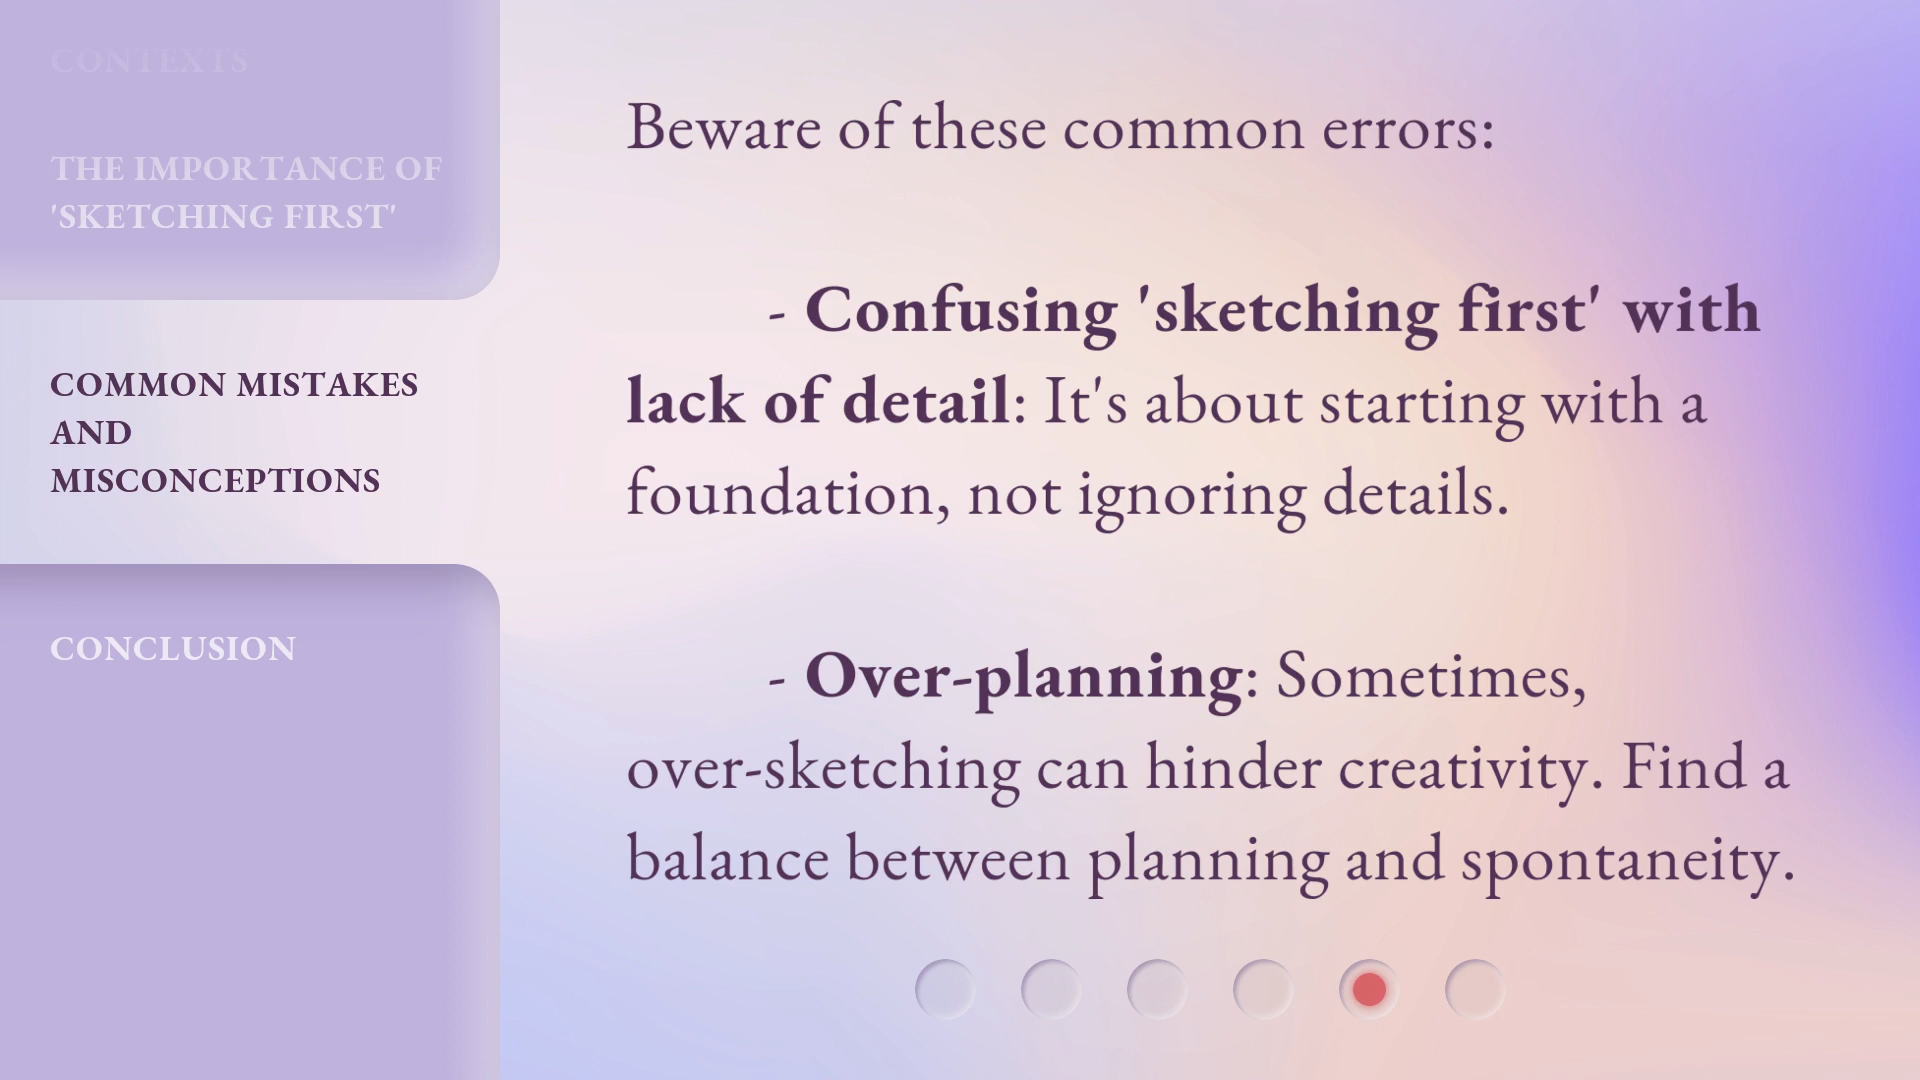 CONTEXTS
THE IMPORTANCE OF
'SKETCHING FIRST'
COMMON MISTAKES
AND
MISCONCEPTIONS
CONCLUSION
Beware of these common errors:
- Confusing 'sketching first' with
lack of detail: It's about starting with a
foundation, not ignoring details.
- Over-planning: Sometimes,
over-sketching can hinder creativity. Find a
balance between planning and spontaneity.